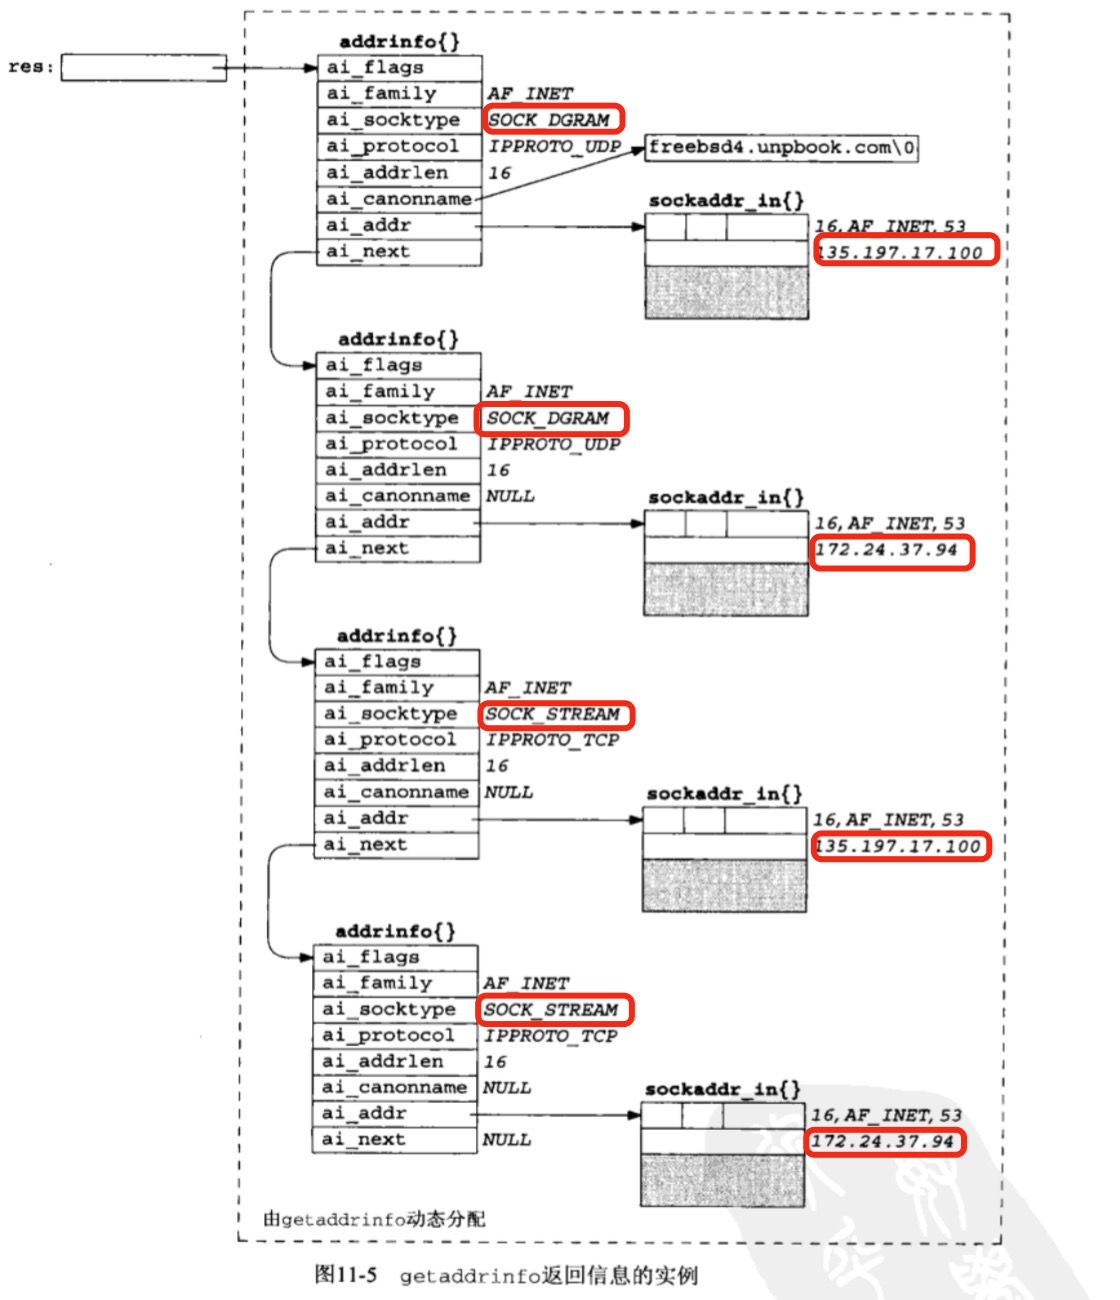 addrinfo{}
res:
ai_flags
ai_family AF_INET
ai_socktype SOCK_DGRAM
ai_protocol IPPROTO_UDP
freebsd4.unpbook.com\0
ai_addrlen 16
ai_canonname
sockaddr_in{}
ai_addr
16, AF_INET, 53
ai_next
135.197.17.100
addrinfo{}
ai_flags
ai_family AF_INET
ai_socktype SOCK_DGRAM
ai_protocol IPPROTO_UDP
ai_addrlen 16
ai_canonname NULL
sockaddr_in{}
ai_addr
16, AF_INET, 53
ai_next
172.24.37.94
addrinfo{}
ai_flags
ai_family AF_INET
ai_socktype SOCK_STREAM
ai_protocol IPPROTO_TCP
ai_addrlen 16
ai_canonname NULL
sockaddr_in{}
ai_addr
16, AF_INET, 53
ai_next
135.197.17.100
addrinfo{}
ai_flags
ai_family AF_INET
ai_socktype SOCK_STREAM
ai_protocol IPPROTO_TCP
ai_addrlen 16
ai_canonname NULL
sockaddr_in{}
ai_addr
16, AF_INET, 53
ai_next NULL
172.24.37.94
由getaddrinfo动态分配
图11-5 getaddrinfo返回信息的实例